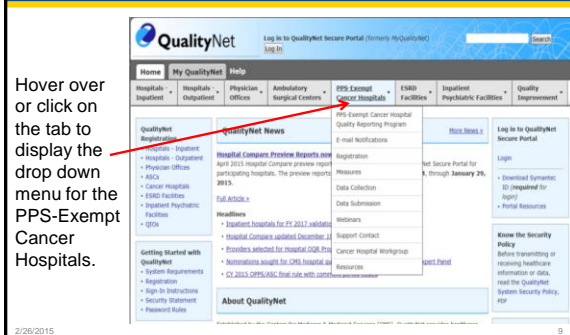 Hover over
or click on
the tab to
display the
drop down
menu for the
PPS-Exempt
Cancer
Hospitals.
QualityNet
Log in to QualityNet Secure Portal (formerly MyQualityNet)
Log In
Search
Home
My QualityNet
Help
Hospitals - Inpatient
Hospitals - Outpatient
Physician Offices
Ambulatory Surgical Centers
PPS-Exempt Cancer Hospitals
ESRD Facilities
Inpatient Psychiatric Facilities
Quality Improvement
QualityNet Registration
• Hospitals - Inpatient
• Hospitals - Outpatient
• Physician Offices
• ASCs
• Cancer Hospitals
• ESRD Facilities
• Inpatient Psychiatric Facilities
• QIOs
Getting Started with QualityNet
• System Requirements
• Registration
• Sign-In Instructions
• Security Statement
• Password Rules
QualityNet News
More News »
Hospital Compare Preview Reports now
April 2015 Hospital Compare preview report
Net Secure Portal for
participating hospitals. The preview reports
through January 29,
2015.
Full Article »
Headlines
• Inpatient hospitals for FY 2017 validation
• Hospital Compare updated December
• Providers selected for Hospital OQR
• Nominations sought for CMS hospital
Expert Panel
• CY 2015 OPPS/ASC final rule with
About QualityNet
PPS-Exempt Cancer Hospital
Quality Reporting Program
E-mail Notifications
Registration
Measures
Data Collection
Data Submission
Webinars
Support Contact
Cancer Hospital Workgroup
Resources
Log in to QualityNet Secure Portal
Login
• Download Symantec ID (required for login)
• Portal Resources
Know the Security Policy
Before transmitting or
receiving healthcare
information or data,
read the QualityNet
System Security Policy,
PDF
2/26/2015
9